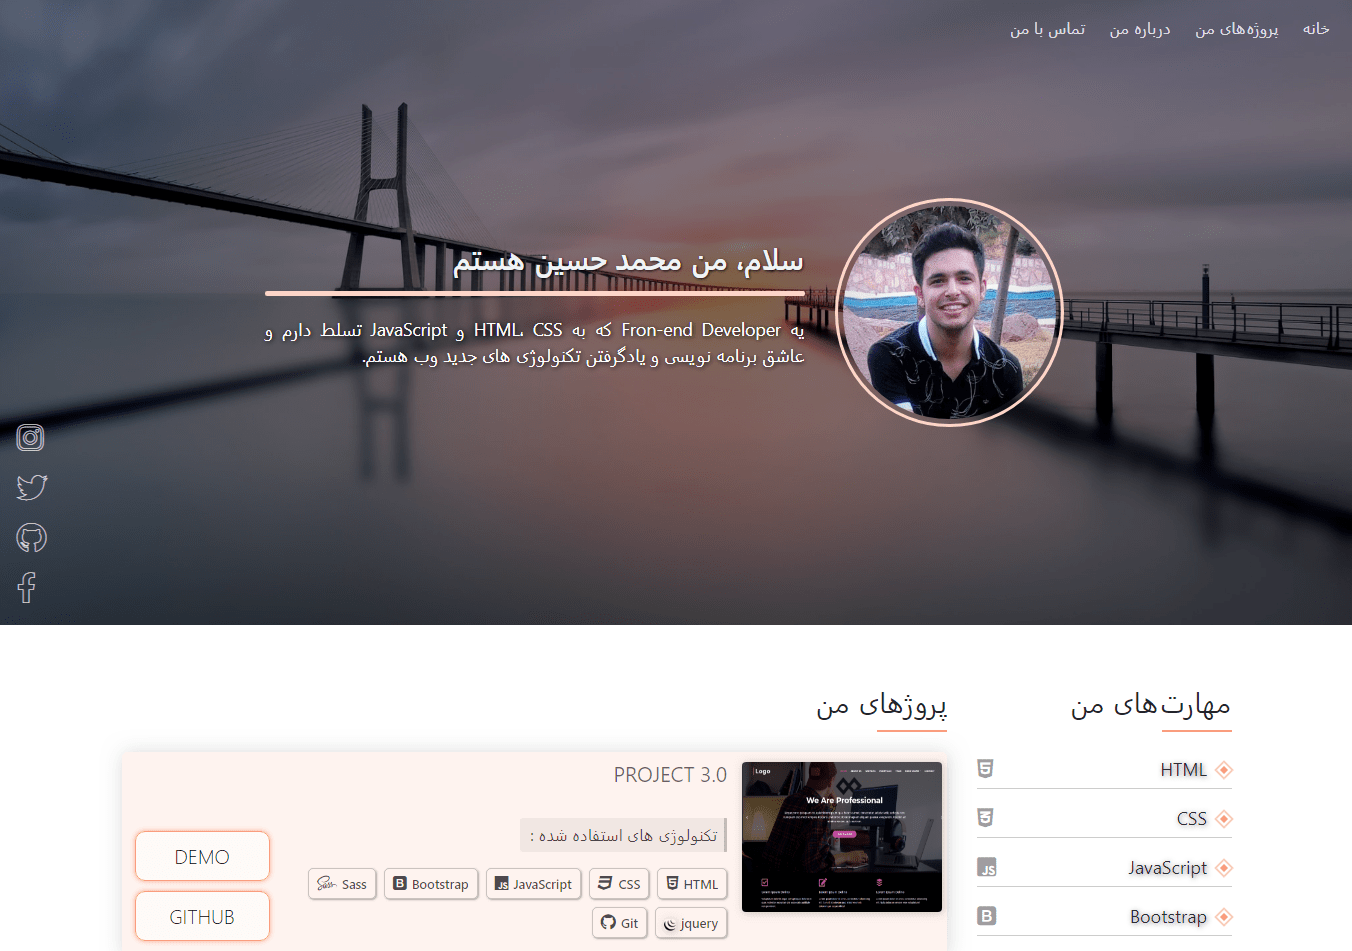 خانه
پروژه‌های من
درباره من
تماس با من
سلام، من محمد حسین هستم
یه Fron-end Developer که به HTML، CSS و JavaScript تسلط دارم و
عاشق برنامه نویسی و یادگرفتن تکنولوژی های جدید وب هستم.
مهارت‌های من
HTML
CSS
JavaScript
Bootstrap
پروژهای من
Logo
We Are Professional
PROJECT 3.0
تکنولوژی های استفاده شده :
HTML
CSS
JavaScript
Bootstrap
Sass
jquery
Git
DEMO
GITHUB